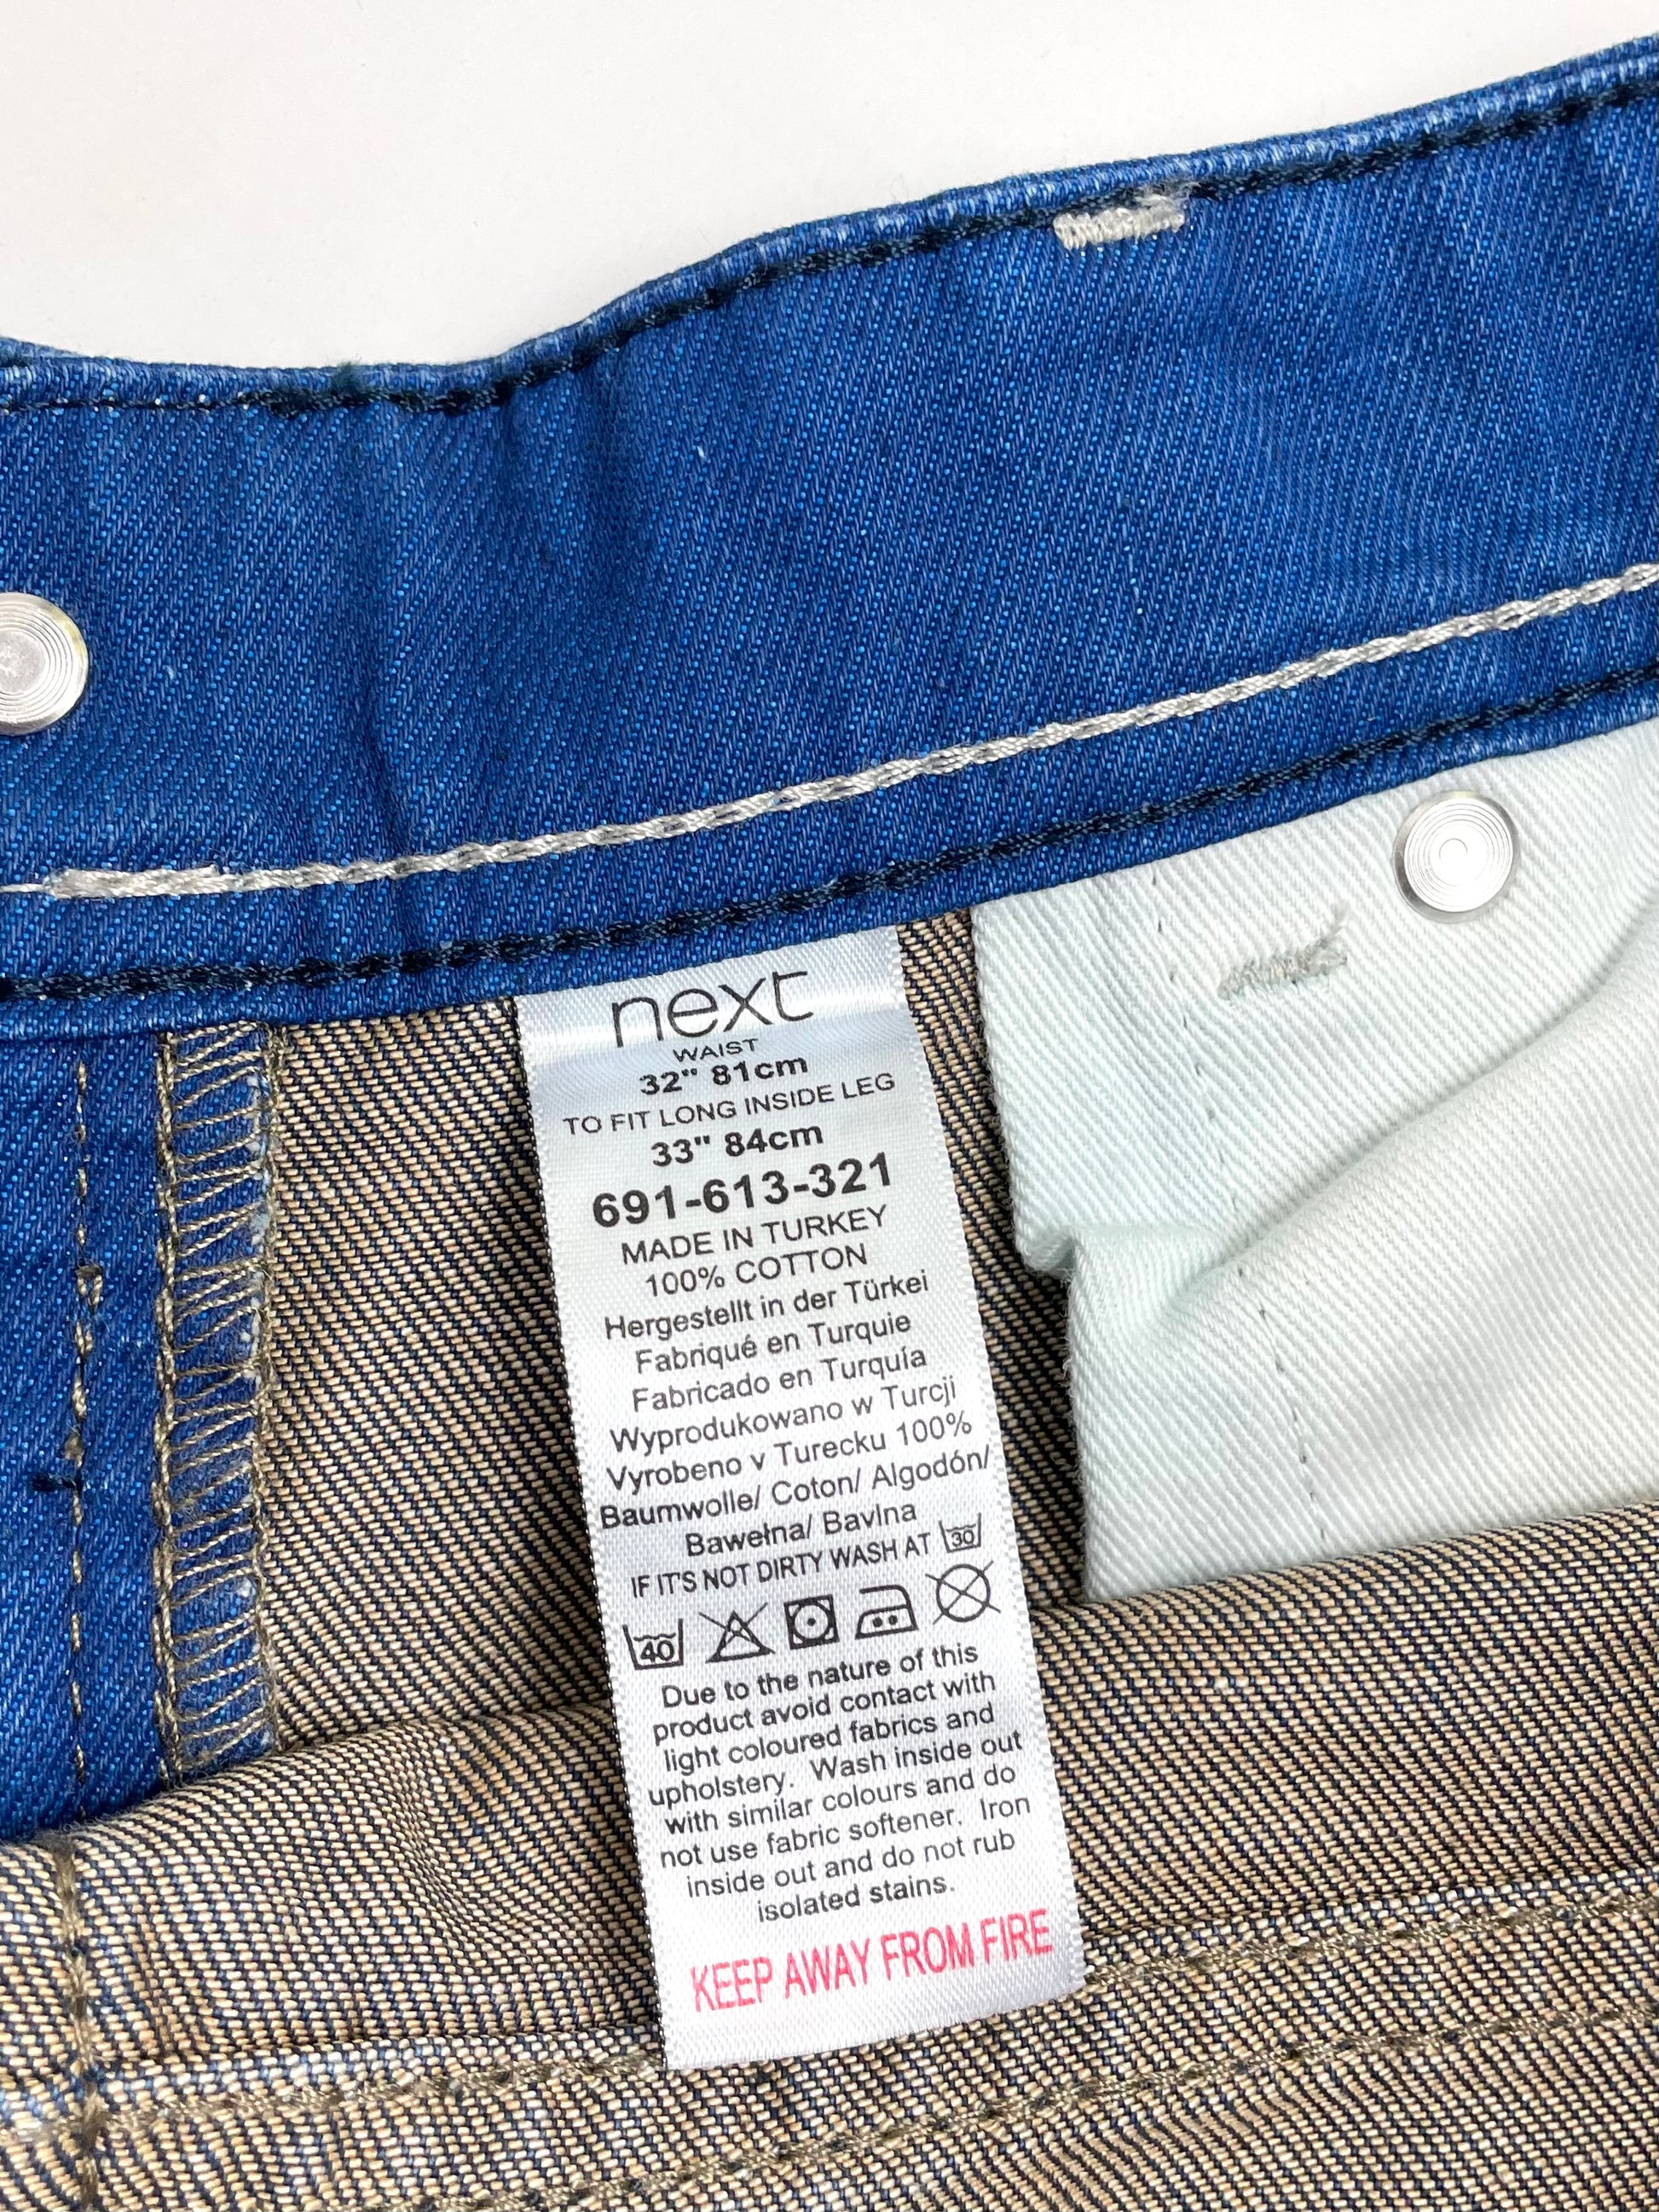 next
WAIST
32" 81cm
TO FIT LONG INSIDE LEG
33" 84cm
691-613-321
MADE IN TURKEY
100% COTTON
Hergestellt in der Türkei
Fabriqué en Turquie
Fabricado en Turquía
Wyprodukowano w Turcji
Vyrobeno v Turecku 100%
Baumwolle/ Coton/ Algodón/
Bawełna/ Bavlna
IF IT'S NOT DIRTY WASH AT 30
40
Due to the nature of this
product avoid contact with
light coloured fabrics and
upholstery. Wash inside out
with similar colours and do
not use fabric softener. Iron
inside out and do not rub
isolated stains.
KEEP AWAY FROM FIRE